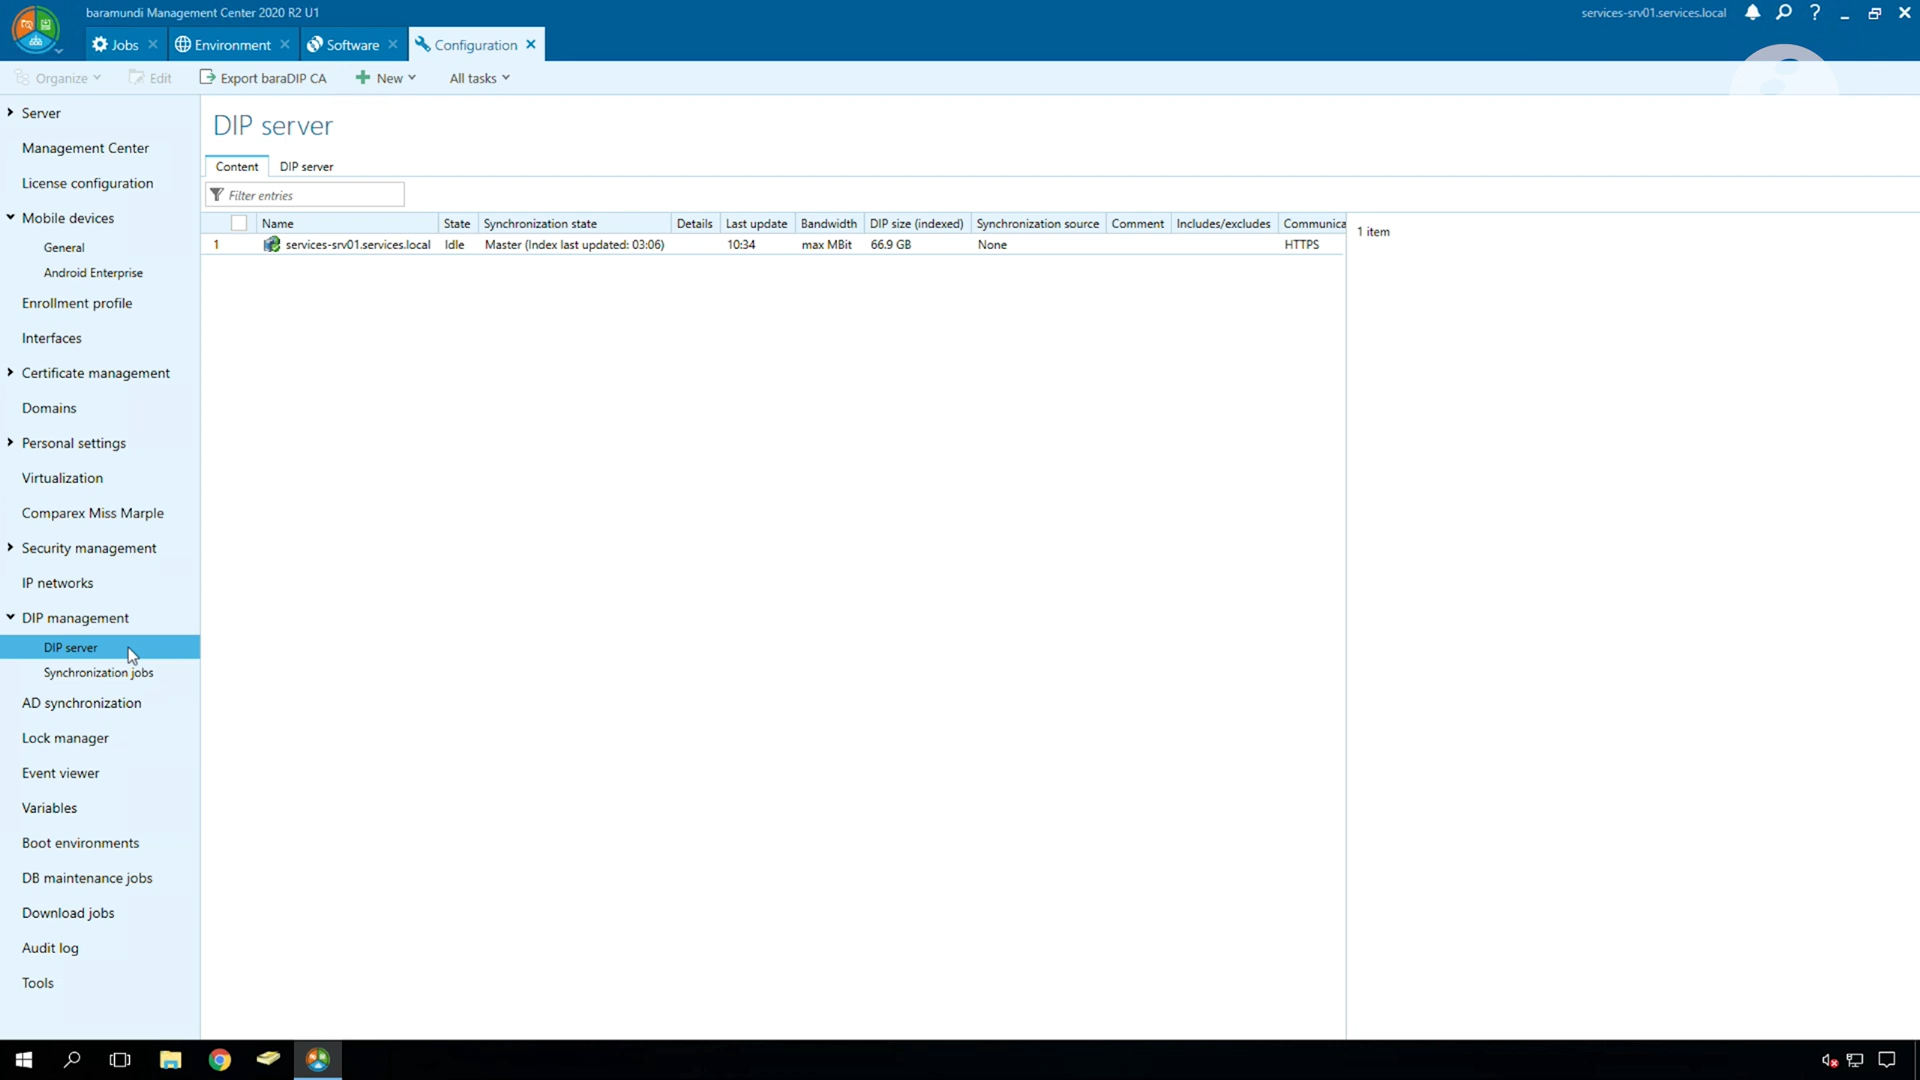 baramundi Management Center 2020 R2 U1
services-srv01.services.local
Jobs
Environment
Software
Configuration
Organize
Edit
Export baraDIP CA
New
All tasks
Server
Management Center
License configuration
Mobile devices
General
Android Enterprise
Enrollment profile
Interfaces
Certificate management
Domains
Personal settings
Virtualization
Comparex Miss Marple
Security management
IP networks
DIP management
DIP server
Synchronization jobs
AD synchronization
Lock manager
Event viewer
Variables
Boot environments
DB maintenance jobs
Download jobs
Audit log
Tools
DIP server
Content DIP server
Filter entries
Name State Synchronization state Details Last update Bandwidth DIP size (indexed) Synchronization source Comment Includes/excludes Communica
1 services-srv01.services.local Idle Master (Index last updated: 03:06) 10:34 max MBit 66.9 GB None HTTPS
1 item